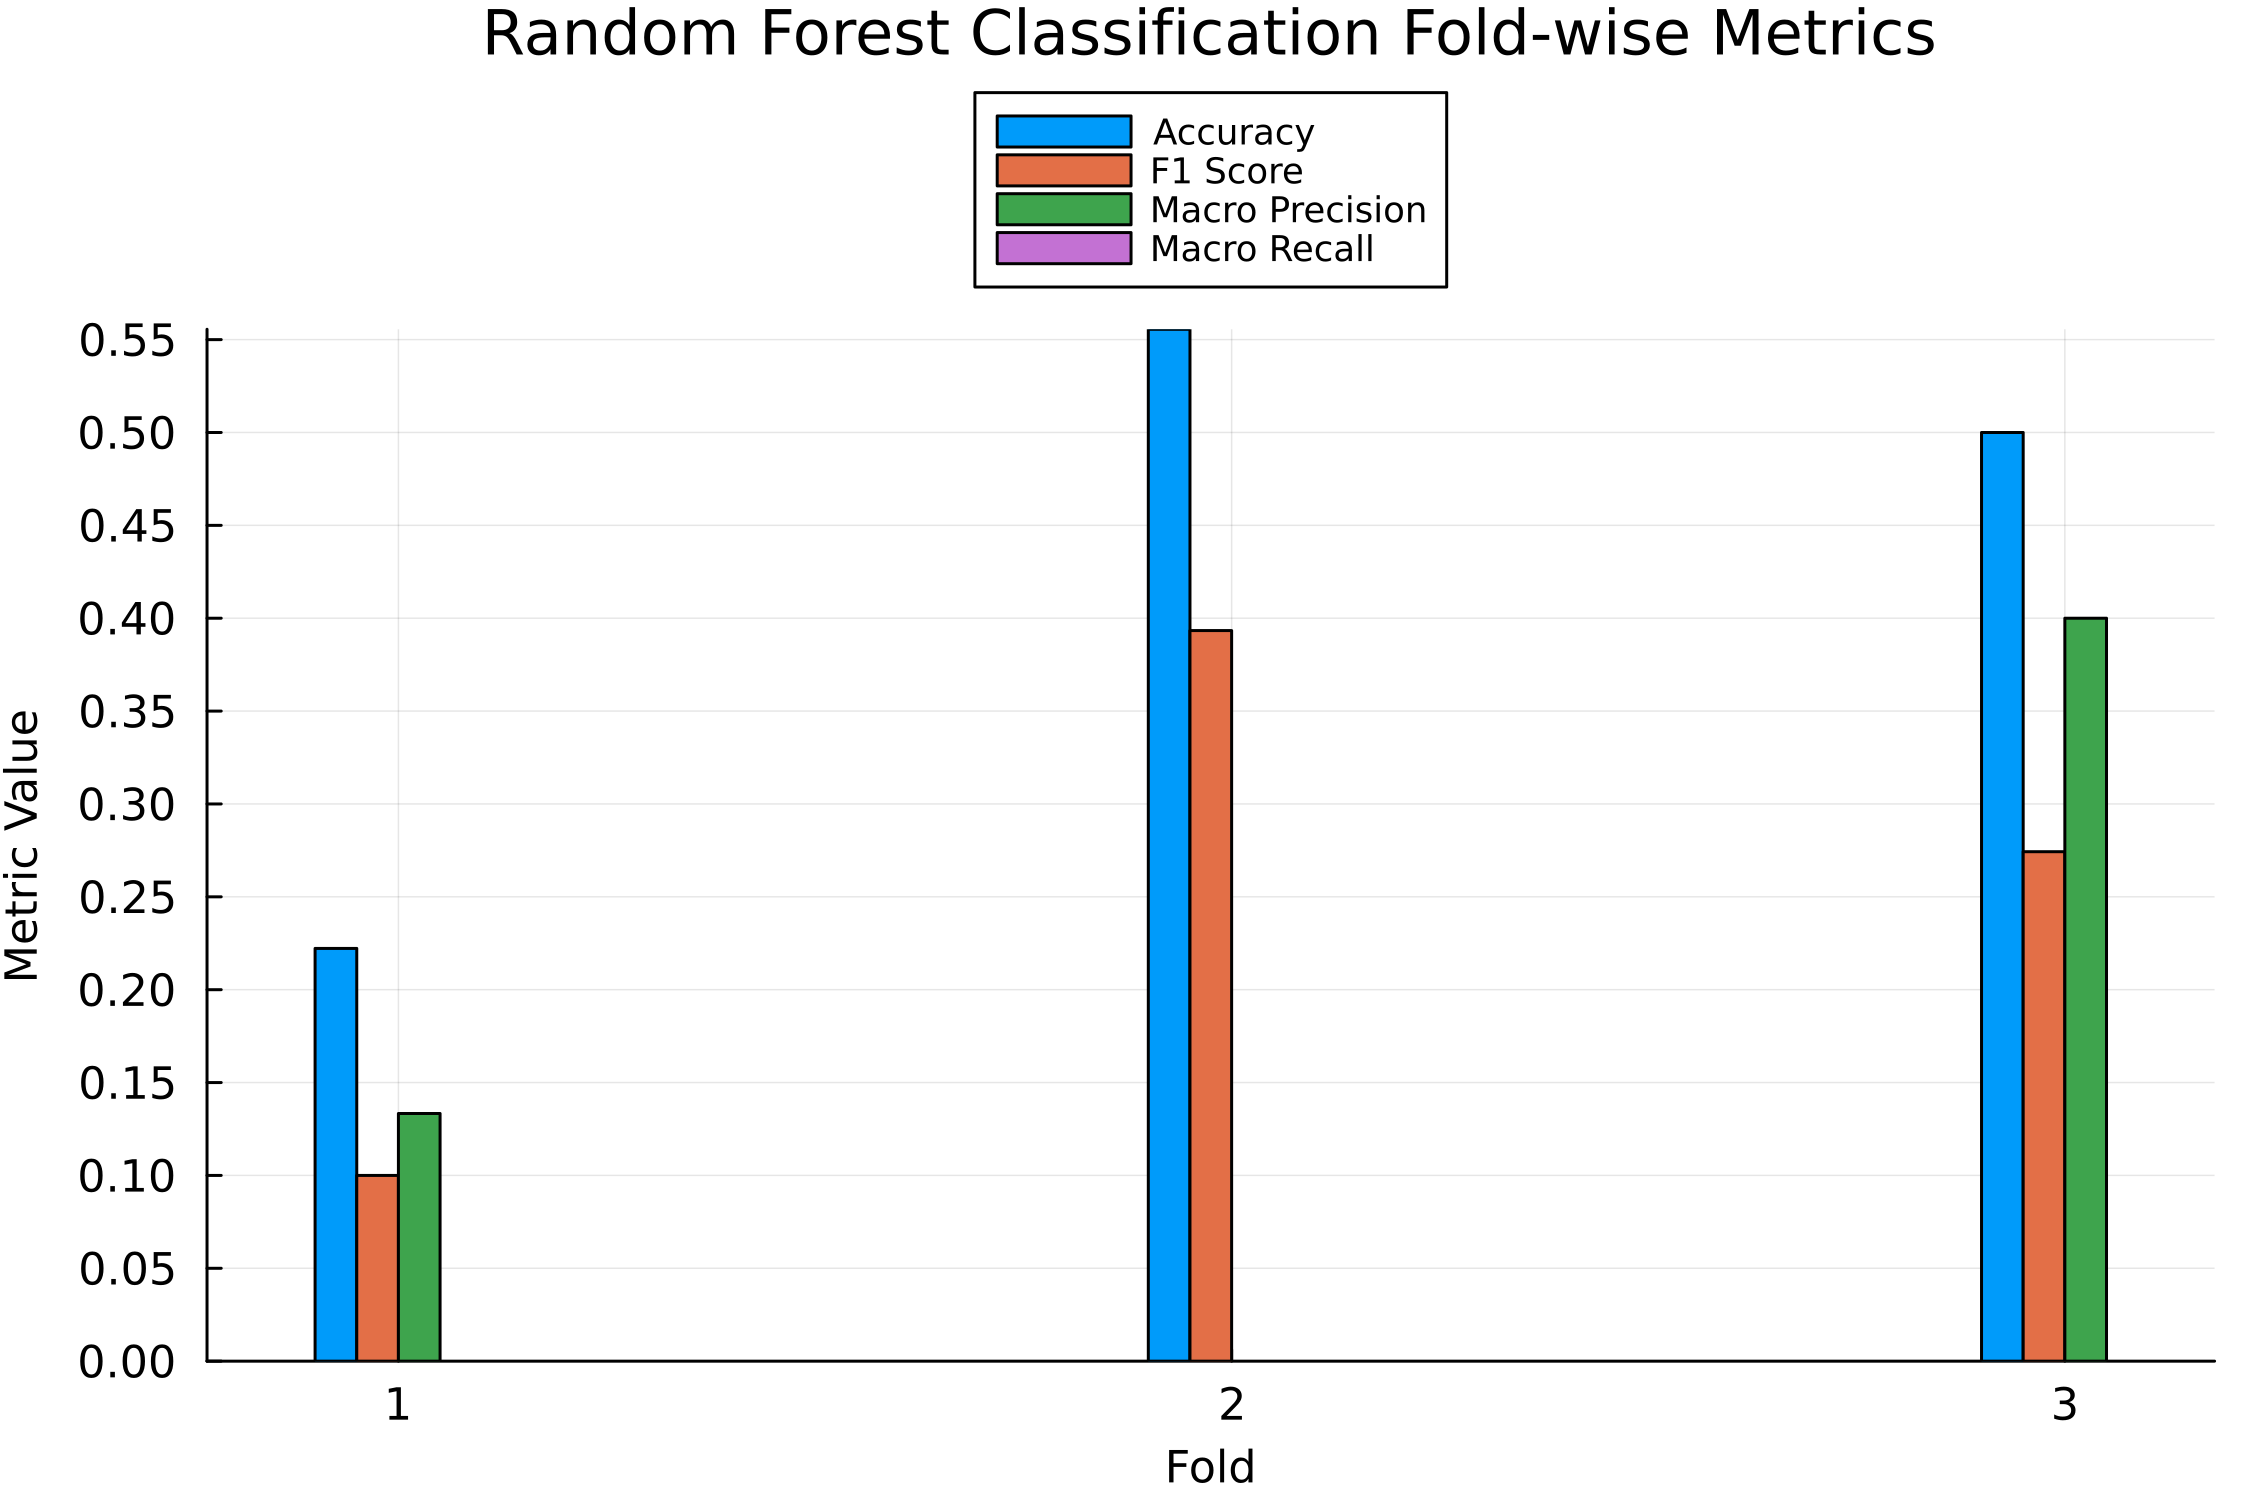 Random Forest Classification Fold-wise Metrics
Accuracy
F1 Score
Macro Precision
Macro Recall
0.55
0.50
0.45
0.40
0.35
0.30
0.25
0.20
0.15
0.10
0.05
0.00
Metric Value
1 2 3
Fold